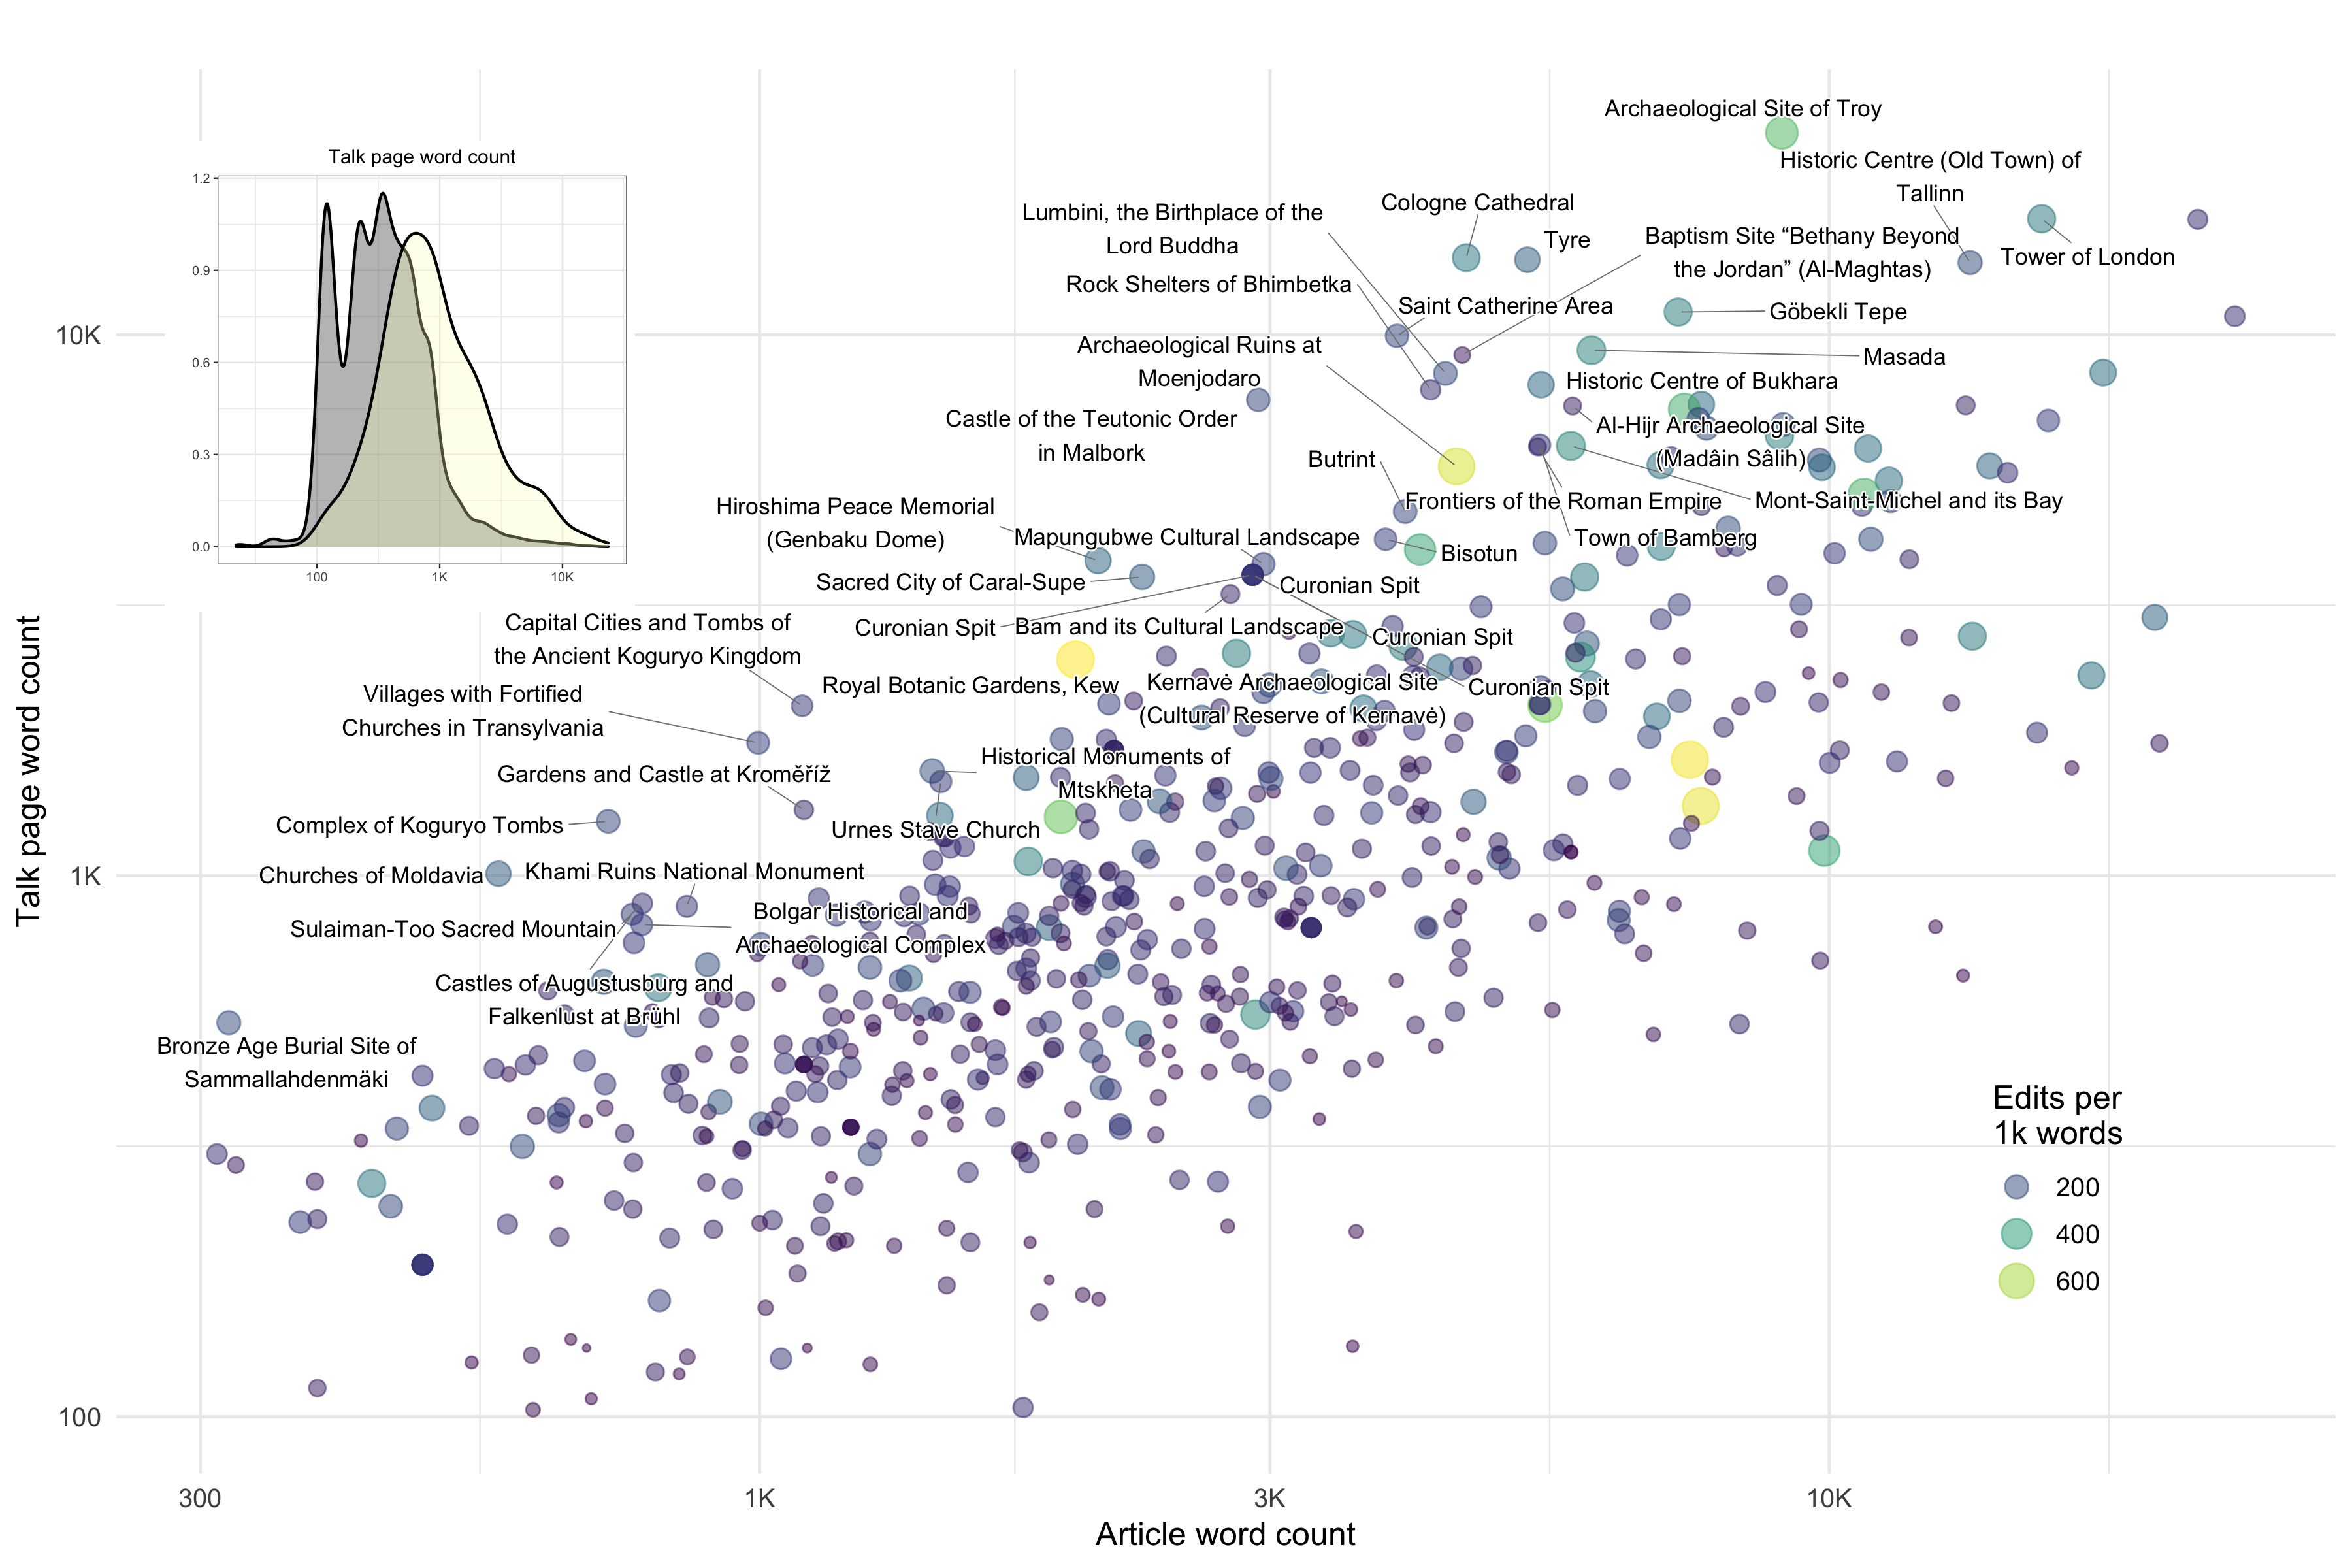 Talk page word count
1.2
0.9
0.6
0.3
0.0
100
1K
10K
Archaeological Site of Troy
Historic Centre (Old Town) of
Tallinn
Tower of London
Cologne Cathedral
Tyre
Lumbini, the Birthplace of the
Lord Buddha
Baptism Site “Bethany Beyond
the Jordan” (Al-Maghtas)
Rock Shelters of Bhimbetka
Saint Catherine Area
Göbekli Tepe
Archaeological Ruins at
Moenjodaro
Masada
Historic Centre of Bukhara
Castle of the Teutonic Order
in Malbork
Al-Hijr Archaeological Site
(Madâin Sâlih)
Butrint
Frontiers of the Roman Empire
Mont-Saint-Michel and its Bay
Hiroshima Peace Memorial
(Genbaku Dome)
Mapungubwe Cultural Landscape
Town of Bamberg
Bisotun
Sacred City of Caral-Supe
Curonian Spit
Curonian Spit
Bam and its Cultural Landscape
Curonian Spit
Capital Cities and Tombs of
the Ancient Koguryo Kingdom
Royal Botanic Gardens, Kew
Kernavė Archaeological Site
(Cultural Reserve of Kernavė)
Curonian Spit
Villages with Fortified
Churches in Transylvania
Historical Monuments of
Mtskheta
Gardens and Castle at Kroměříž
Complex of Koguryo Tombs
Urnes Stave Church
Churches of Moldavia
Khami Ruins National Monument
Sulaiman-Too Sacred Mountain
Bolgar Historical and
Archaeological Complex
Castles of Augustusburg and
Falkenlust at Brühl
Bronze Age Burial Site of
Sammallahdenmäki
Edits per
1k words
200
400
600
10K
1K
100
Talk page word count
300
1K
3K
10K
Article word count